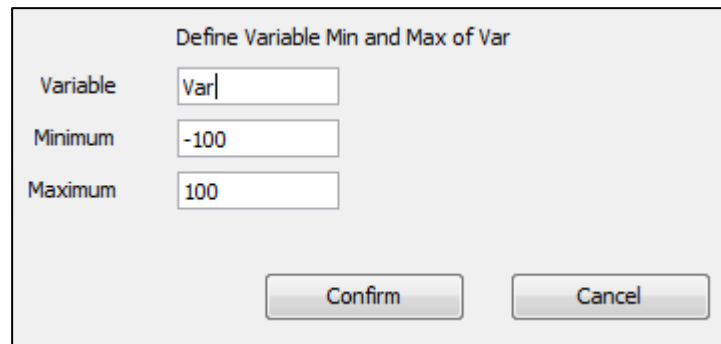 Define Variable Min and Max of Var
Variable Var
Minimum -100
Maximum 100
Confirm Cancel